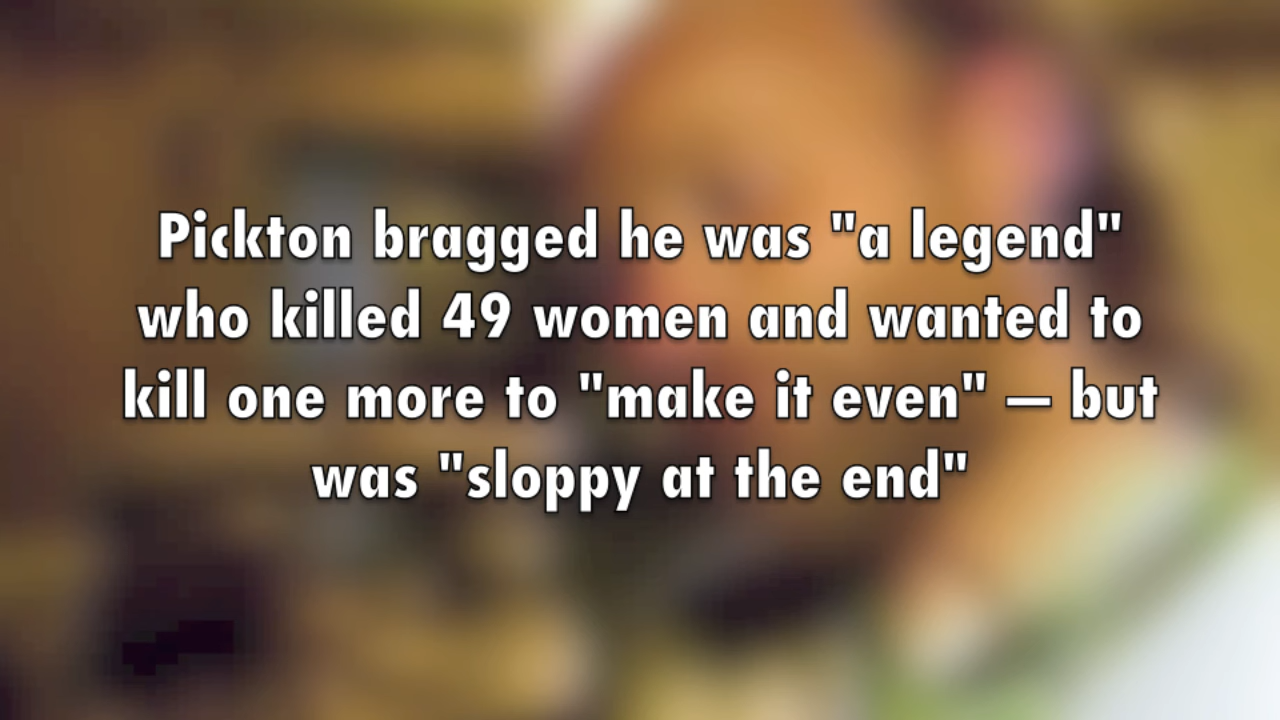 Pickton bragged he was "a legend"
who killed 49 women and wanted to
kill one more to "make it even" — but
was "sloppy at the end"